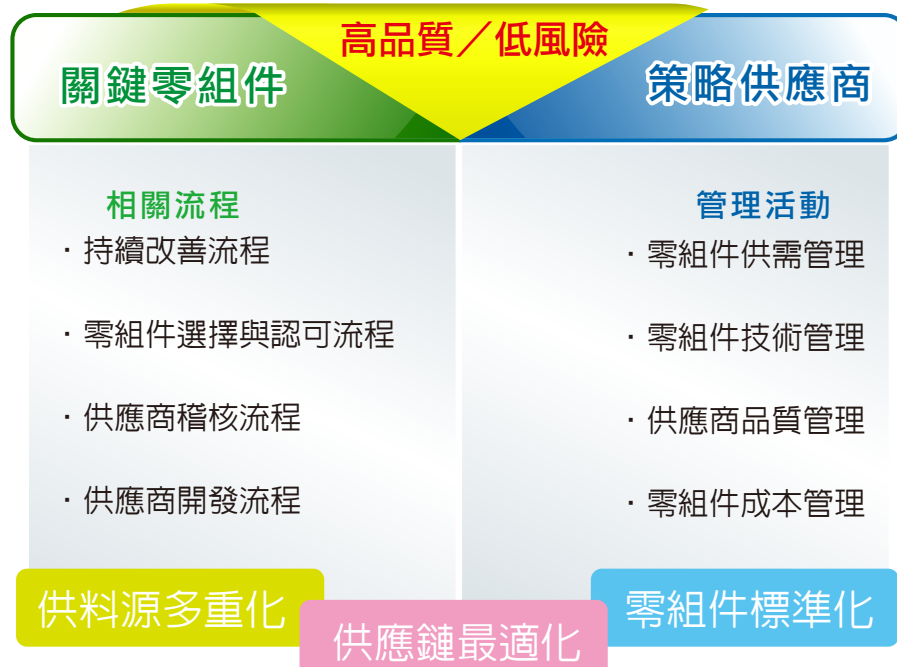 高品質／低風險
關鍵零組件
策略供應商
相關流程
・持續改善流程
・零組件選擇與認可流程
・供應商稽核流程
・供應商開發流程
管理活動
・零組件供需管理
・零組件技術管理
・供應商品質管理
・零組件成本管理
供料源多重化
供應鏈最適化
零組件標準化